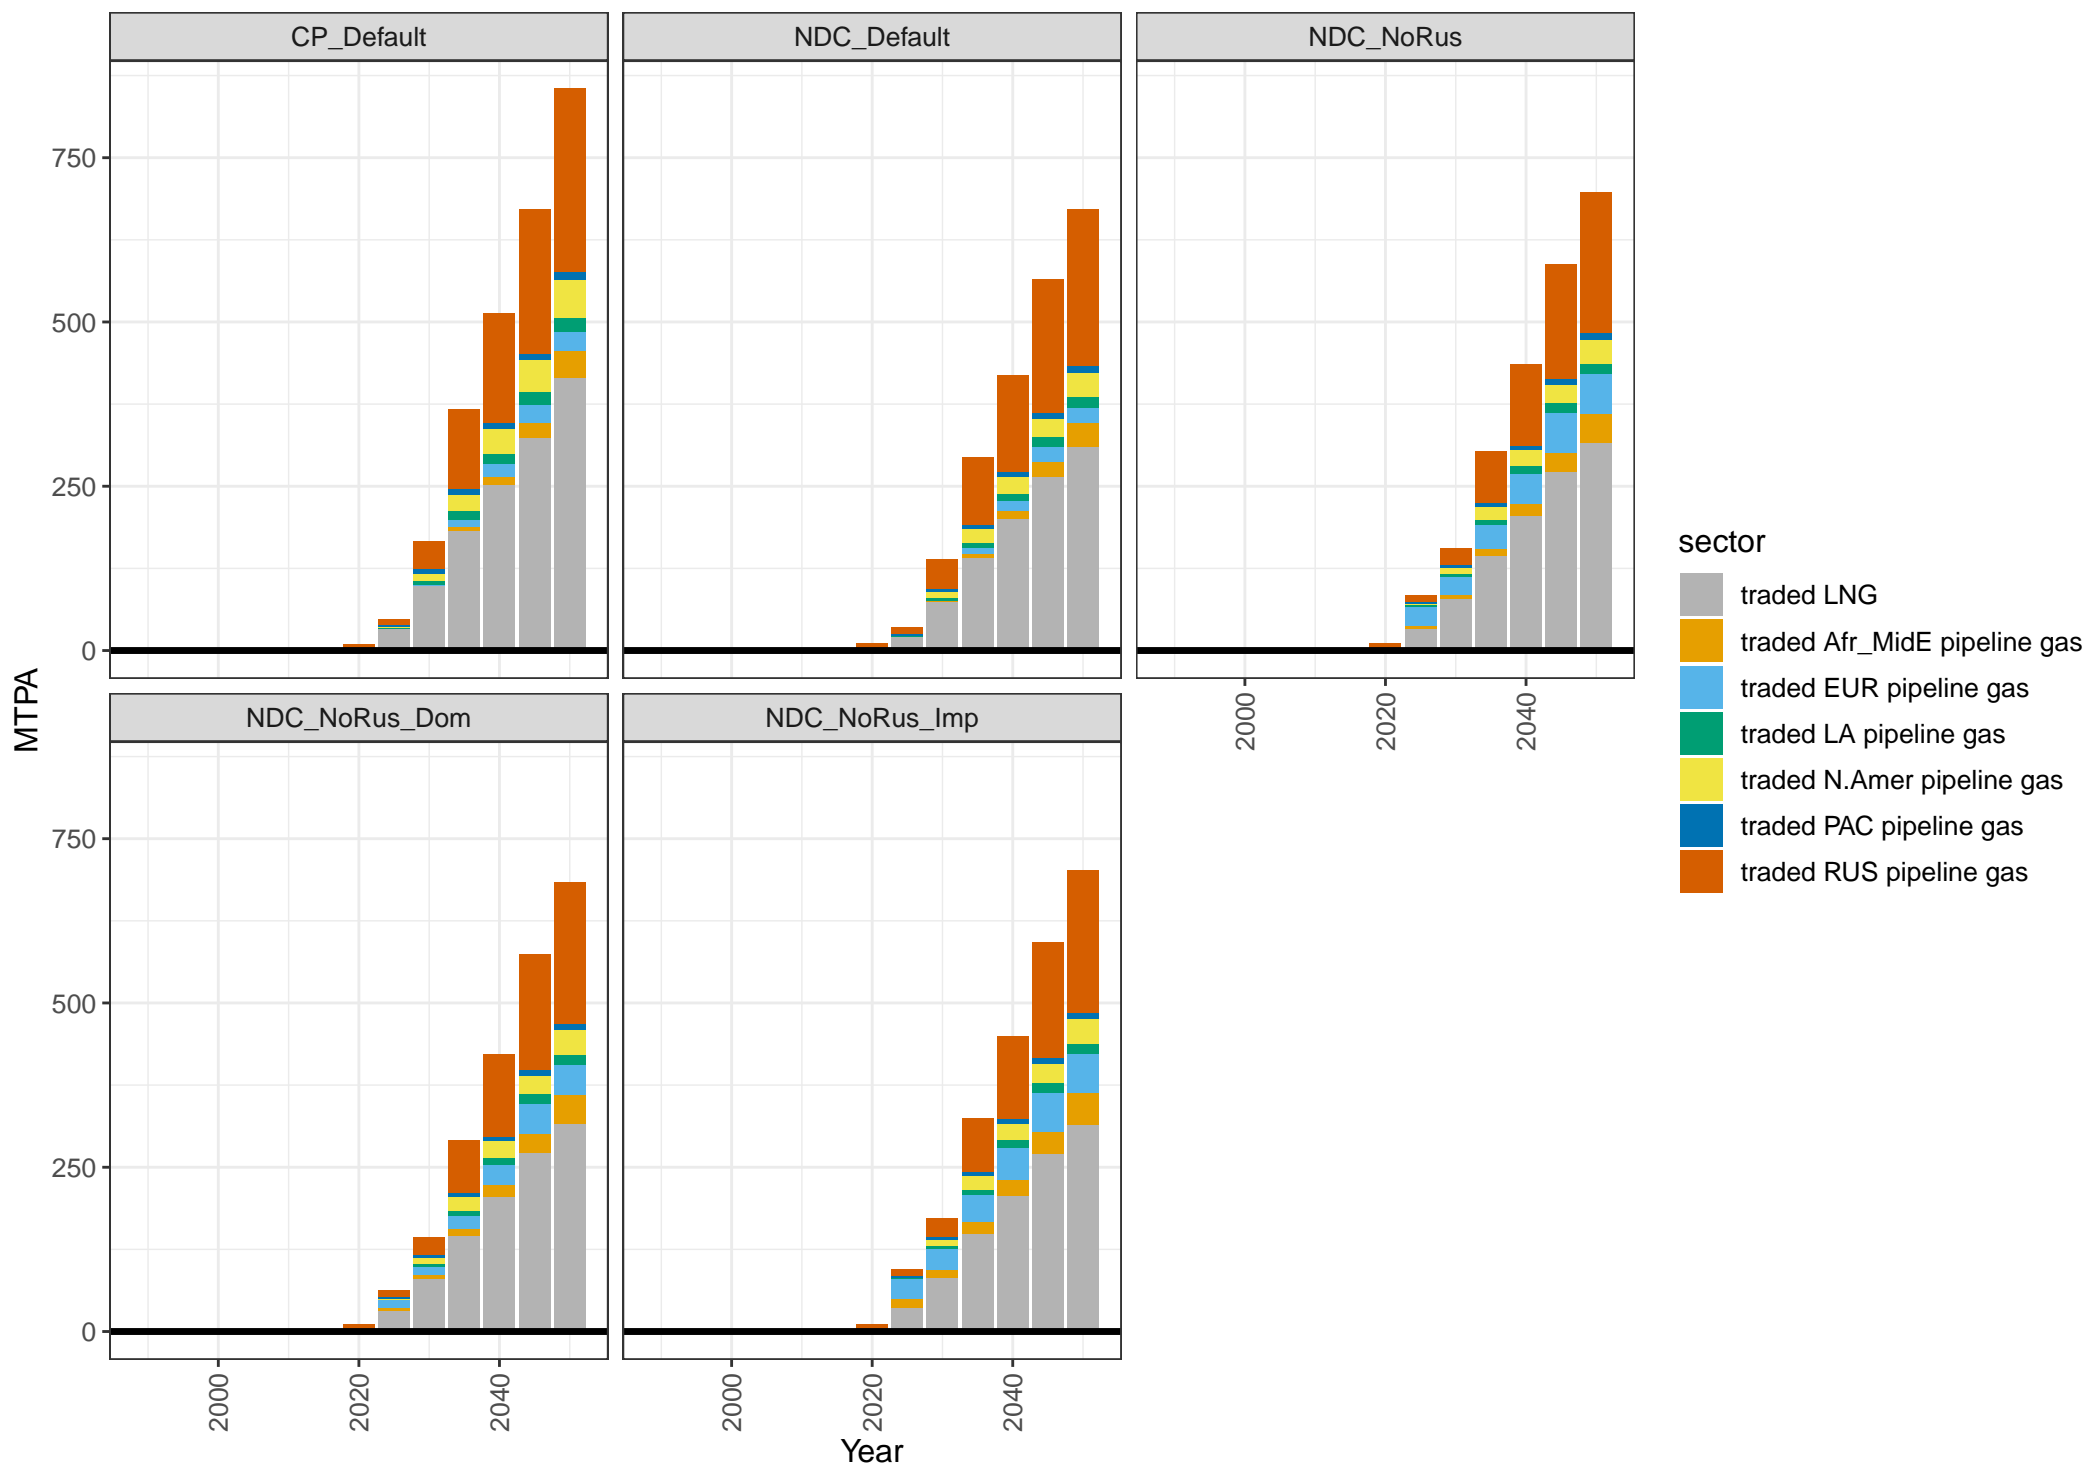 CP_Default
NDC_Default
NDC_NoRus
750
500
250
0
2000
2020
2040
MTPA
NDC_NoRus_Dom
NDC_NoRus_Imp
750
500
250
0
2000
2020
2040
2000
2020
2040
Year
sector
traded LNG
traded Afr_MidE pipeline gas
traded EUR pipeline gas
traded LA pipeline gas
traded N.Amer pipeline gas
traded PAC pipeline gas
traded RUS pipeline gas